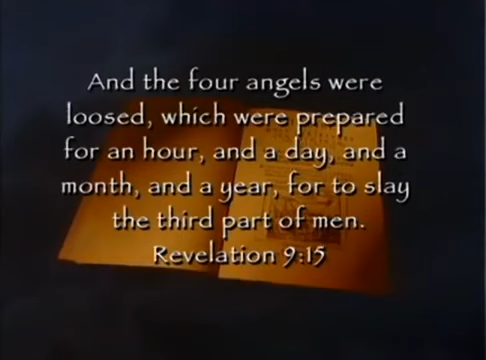 And the four angels were
loosed, which were prepared
for an hour, and a day, and a
month, and a year, for to slay
the third part of men.
Revelation 9:15